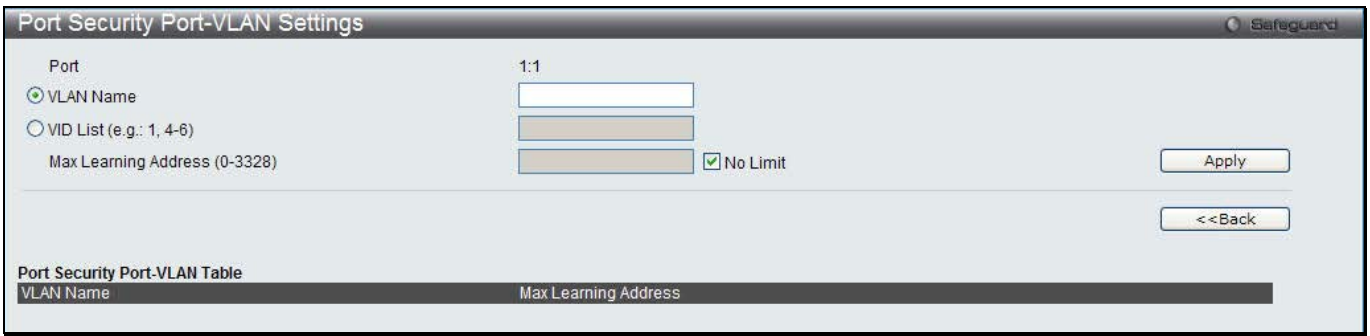 Port Security Port-VLAN Settings Safeguard
Port 1:1
VLAN Name
VID List (e.g.: 1, 4-6)
Max Learning Address (0-3328) No Limit Apply
<<Back
Port Security Port-VLAN Table
VLAN Name Max Learning Address